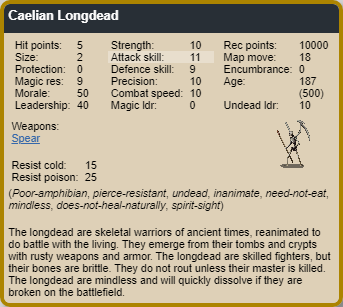 Caelian Longdead
Hit points: 5 Strength: 10 Rec points: 10000
Size: 2 Attack skill: 11 Map move: 18
Protection: 0 Defence skill: 9 Encumbrance: 0
Magic res: 9 Precision: 10 Age: 187
Morale: 50 Combat speed: 10 (500)
Leadership: 40 Magic ldr: 0 Undead ldr: 10
Weapons:
Spear
Resist cold: 15
Resist poison: 25
(Poor-amphibian, pierce-resistant, undead, inanimate, need-not-eat,
mindless, does-not-heal-naturally, spirit-sight)
The longdead are skeletal warriors of ancient times, reanimated to
do battle with the living. They emerge from their tombs and crypts
with rusty weapons and armor. The longdead are skilled fighters, but
their bones are brittle. They do not rout unless their master is killed.
The longdead are mindless and will quickly dissolve if they are
broken on the battlefield.